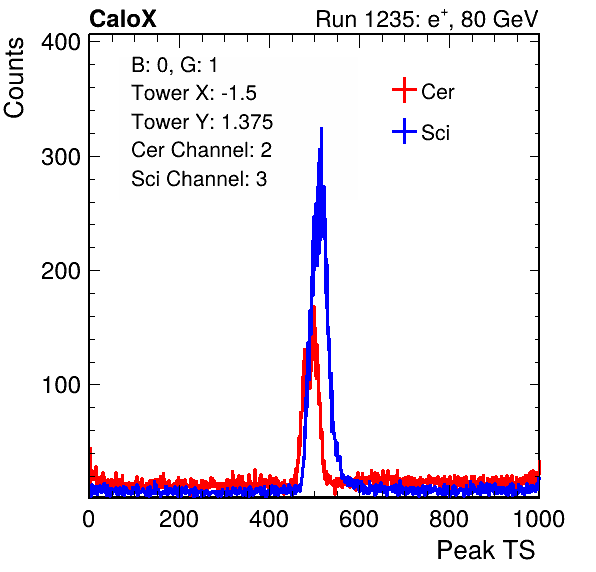 CaloX
Run 1235: e+, 80 GeV
Counts
400
300
200
100
B: 0, G: 1
Tower X: -1.5
Tower Y: 1.375
Cer Channel: 2
Sci Channel: 3
Cer
Sci
0 200 400 600 800 1000
Peak TS